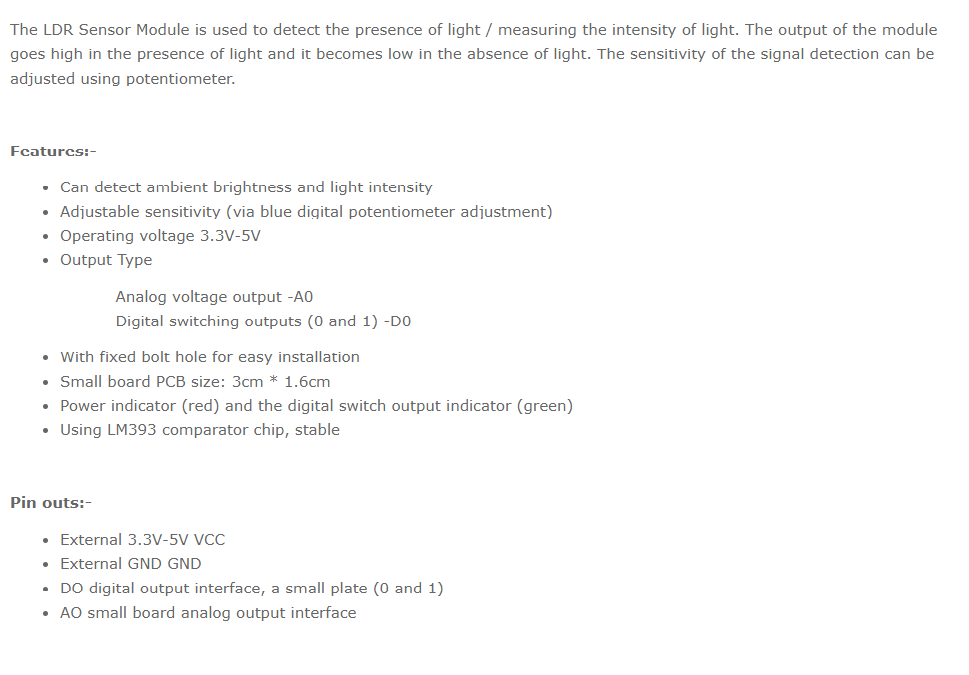 The LDR Sensor Module is used to detect the presence of light / measuring the intensity of light. The output of the module
goes high in the presence of light and it becomes low in the absence of light. The sensitivity of the signal detection can be
adjusted using potentiometer.
Features:-
• Can detect ambient brightness and light intensity
• Adjustable sensitivity (via blue digital potentiometer adjustment)
• Operating voltage 3.3V-5V
• Output Type
Analog voltage output -A0
Digital switching outputs (0 and 1) -D0
• With fixed bolt hole for easy installation
• Small board PCB size: 3cm * 1.6cm
• Power indicator (red) and the digital switch output indicator (green)
• Using LM393 comparator chip, stable
Pin outs:-
• External 3.3V-5V VCC
• External GND GND
• DO digital output interface, a small plate (0 and 1)
• AO small board analog output interface